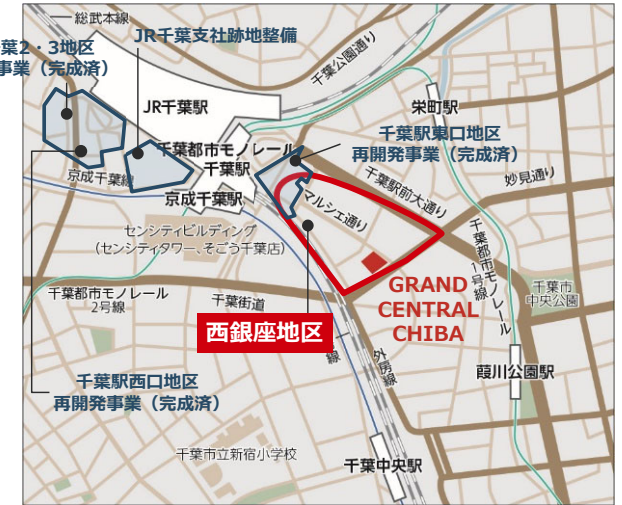 総武本線
葉2・3地区
事業（完成済）
JR千葉支社跡地整備
千葉公園通り
JR千葉駅
栄町駅
千葉駅東口地区
再開発事業（完成済）
千葉都市モノレール
千葉駅
京成千葉線
京成千葉駅
千葉駅前大通り
妙見通り
マルシェ通り
センシティビルディング
（センシティタワー、そごう千葉店）
千葉都市モノレール
1号線
千葉市
中央公園
千葉都市モノレール
2号線
千葉街道
GRAND
CENTRAL
CHIBA
西銀座地区
線
外房線
葭川公園駅
千葉駅西口地区
再開発事業（完成済）
千葉市立新宿小学校
千葉中央駅